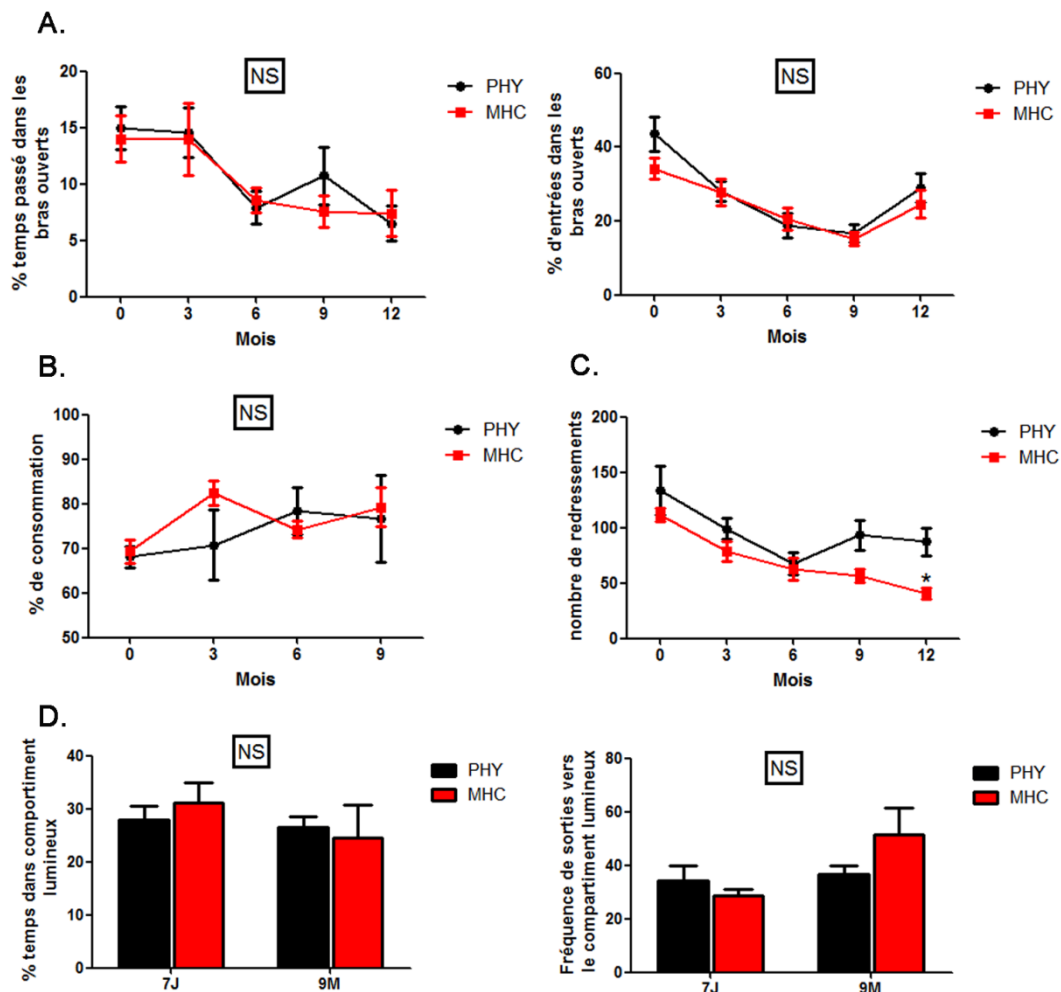 A.
% temps passé dans les
bras ouverts
20
15
10
5
0
NS
PHY
MHC
0 3 6 9 12
Mois
% d'entrées dans les
bras ouverts
60
40
20
0
NS
PHY
MHC
0 3 6 9 12
Mois
B.
% de consommation
100
90
80
70
60
50
NS
PHY
MHC
0 3 6 9
Mois
C.
nombre de redressements
200
150
100
50
0
PHY
MHC
*
0 3 6 9 12
Mois
D.
% temps dans comportiment
lumineux
40
30
20
10
0
NS
PHY
MHC
7J 9M
Fréquence de sorties vers
le compartiment lumineux
80
60
40
20
0
NS
PHY
MHC
7J 9M